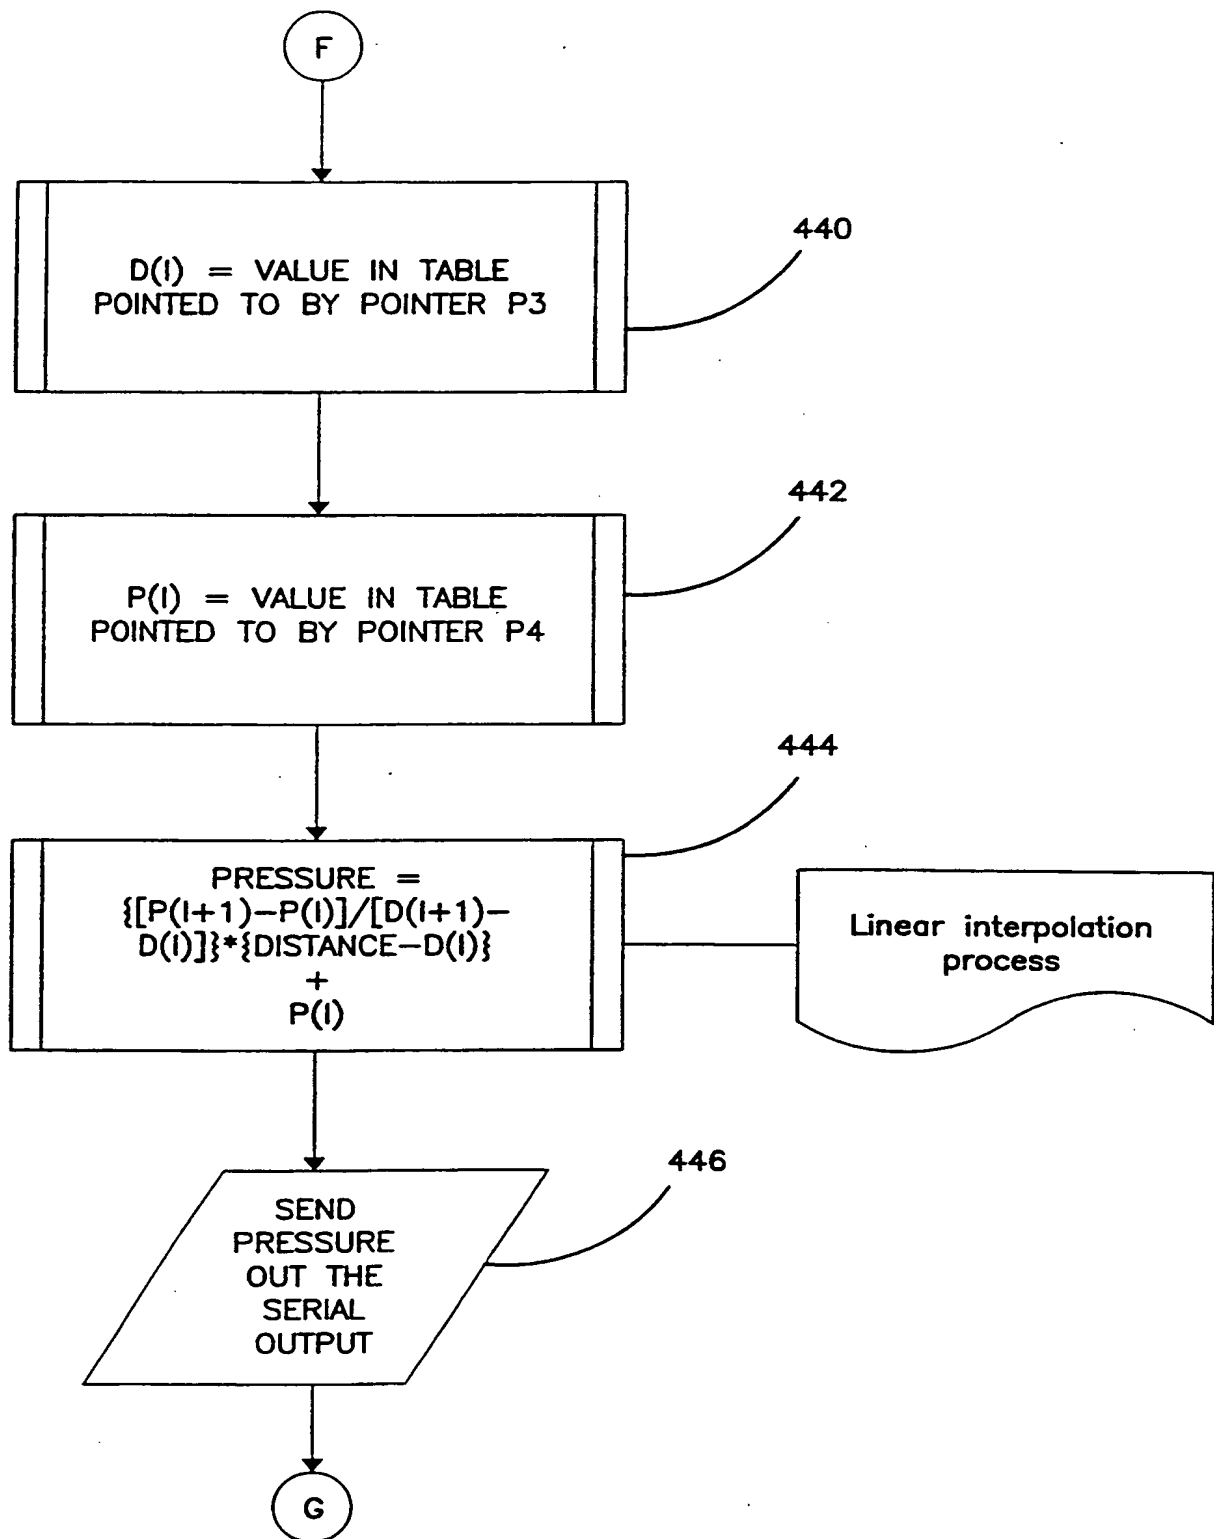 F
D(I) = VALUE IN TABLE
POINTED TO BY POINTER P3
440
P(I) = VALUE IN TABLE
POINTED TO BY POINTER P4
442
PRESSURE =
{[P(I+1)-P(I)]/[D(I+1)-
D(I)]}*{DISTANCE-D(I)}
+
P(I)
444
Linear interpolation
process
SEND
PRESSURE
OUT THE
SERIAL
OUTPUT
446
G